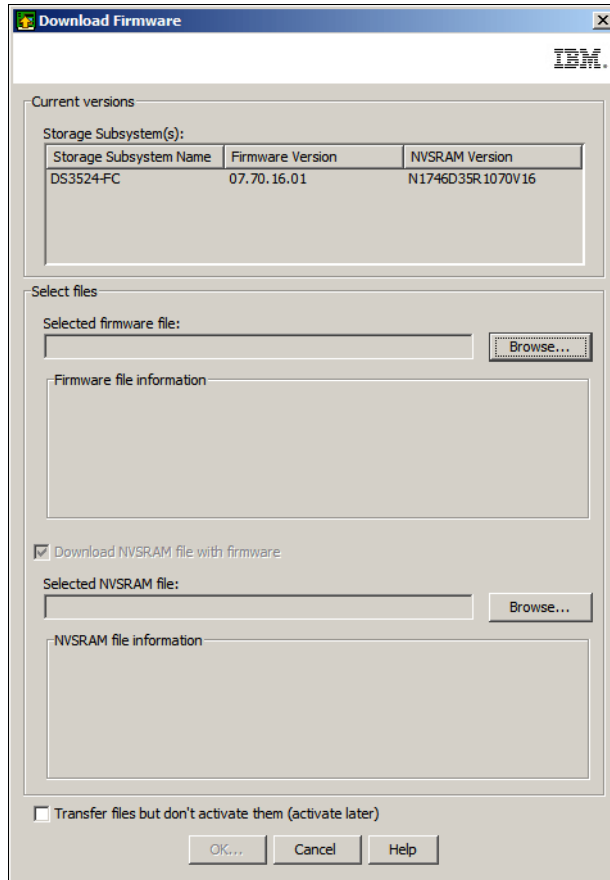 Download Firmware
IBM.
Current versions
Storage Subsystem(s):
Storage Subsystem Name Firmware Version NVSRAM Version
DS3524-FC 07.70.16.01 N1746D35R1070V16
Select files
Selected firmware file:
Browse...
Firmware file information
Download NVSRAM file with firmware
Selected NVSRAM file:
Browse...
NVSRAM file information
Transfer files but don't activate them (activate later)
OK... Cancel Help